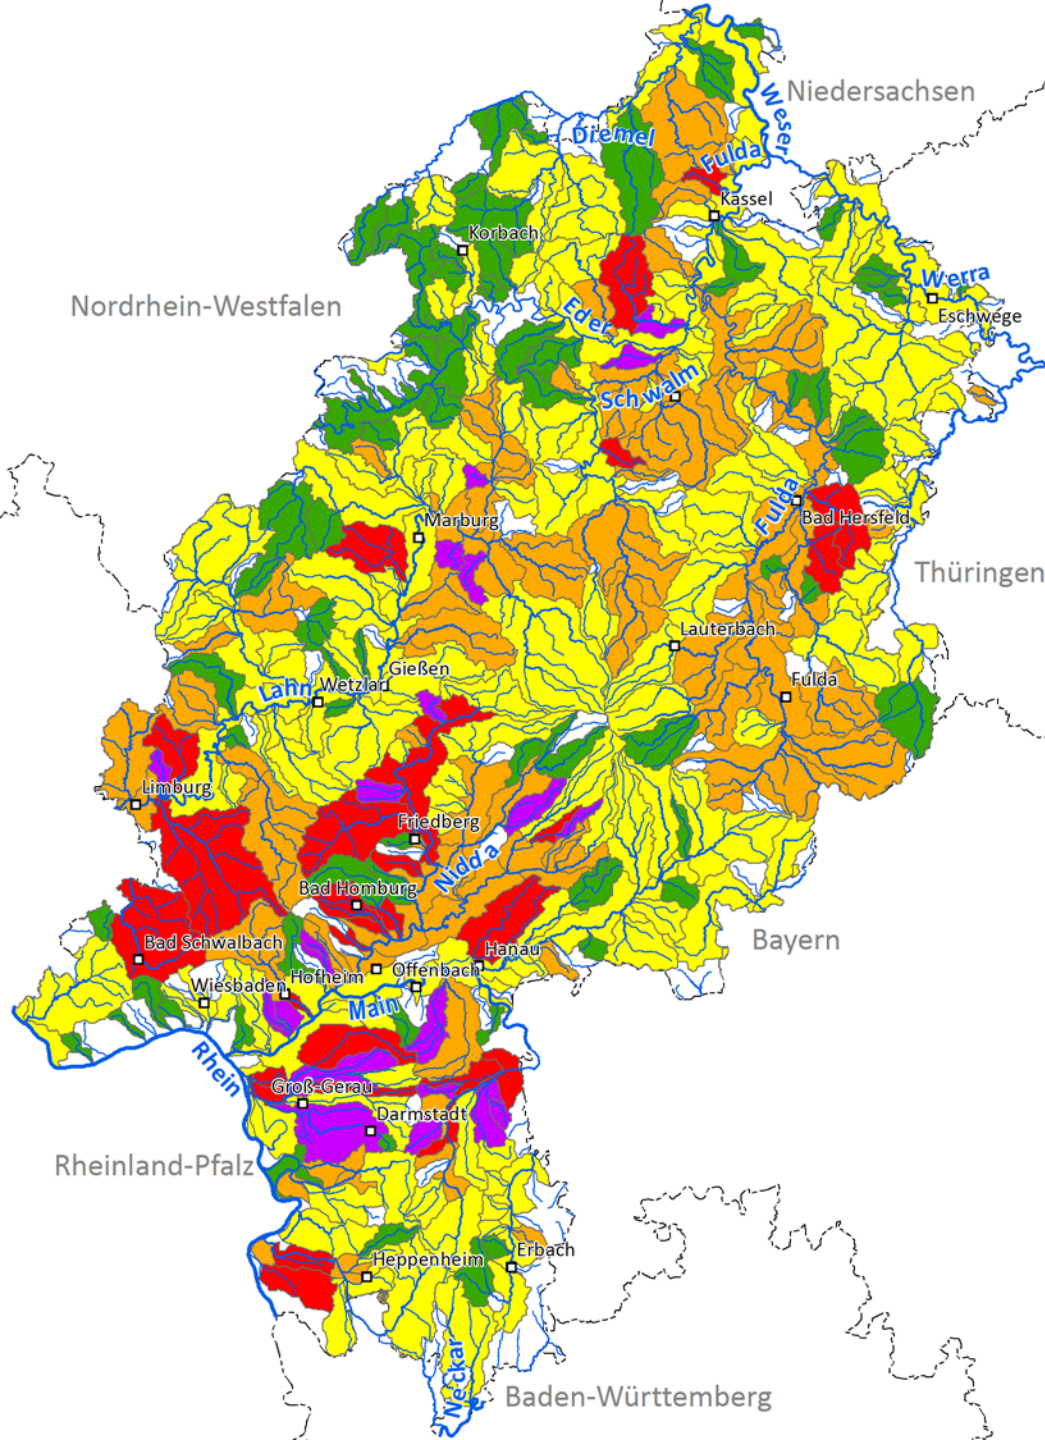 Niedersachsen
Weser
Diemel
Fulda
Kassel
Korbach
Werra
Eschwege
Nordrhein-Westfalen
Eder
Schwalm
Fulda
Bad Hersfeld
Marburg
Thüringen
Lauterbach
Gießen
Fulda
Lahn
Wetzlar
Limburg
Friedberg
Nidda
Bad Homburg
Bayern
Bad Schwalbach
Hanau
Offenbach
Hofheim
Wiesbaden
Main
Rhein
Groß-Gerau
Darmstadt
Rheinland-Pfalz
Erbach
Heppenheim
Neckar
Baden-Württemberg